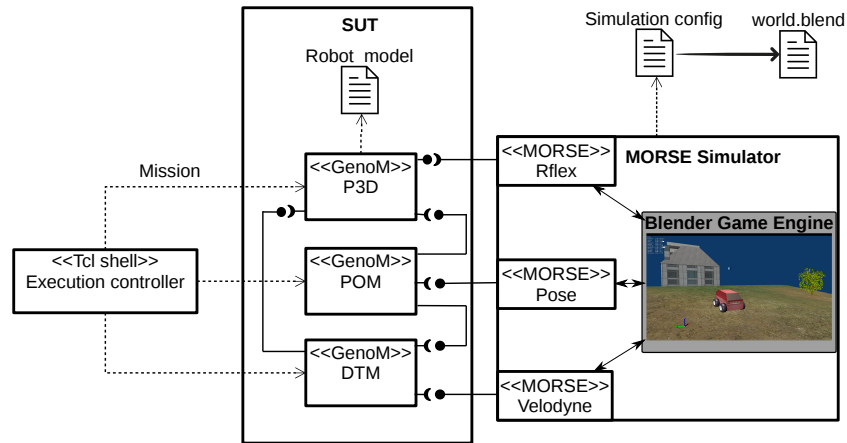 SUT
Simulation config
world.blend
Robot model
<<GenoM>>
P3D
<<MORSE>>
Rflex
MORSE Simulator
Mission
Blender Game Engine
<<Tcl shell>>
Execution controller
<<GenoM>>
POM
<<MORSE>>
Pose
<<GenoM>>
DTM
<<MORSE>>
Velodyne